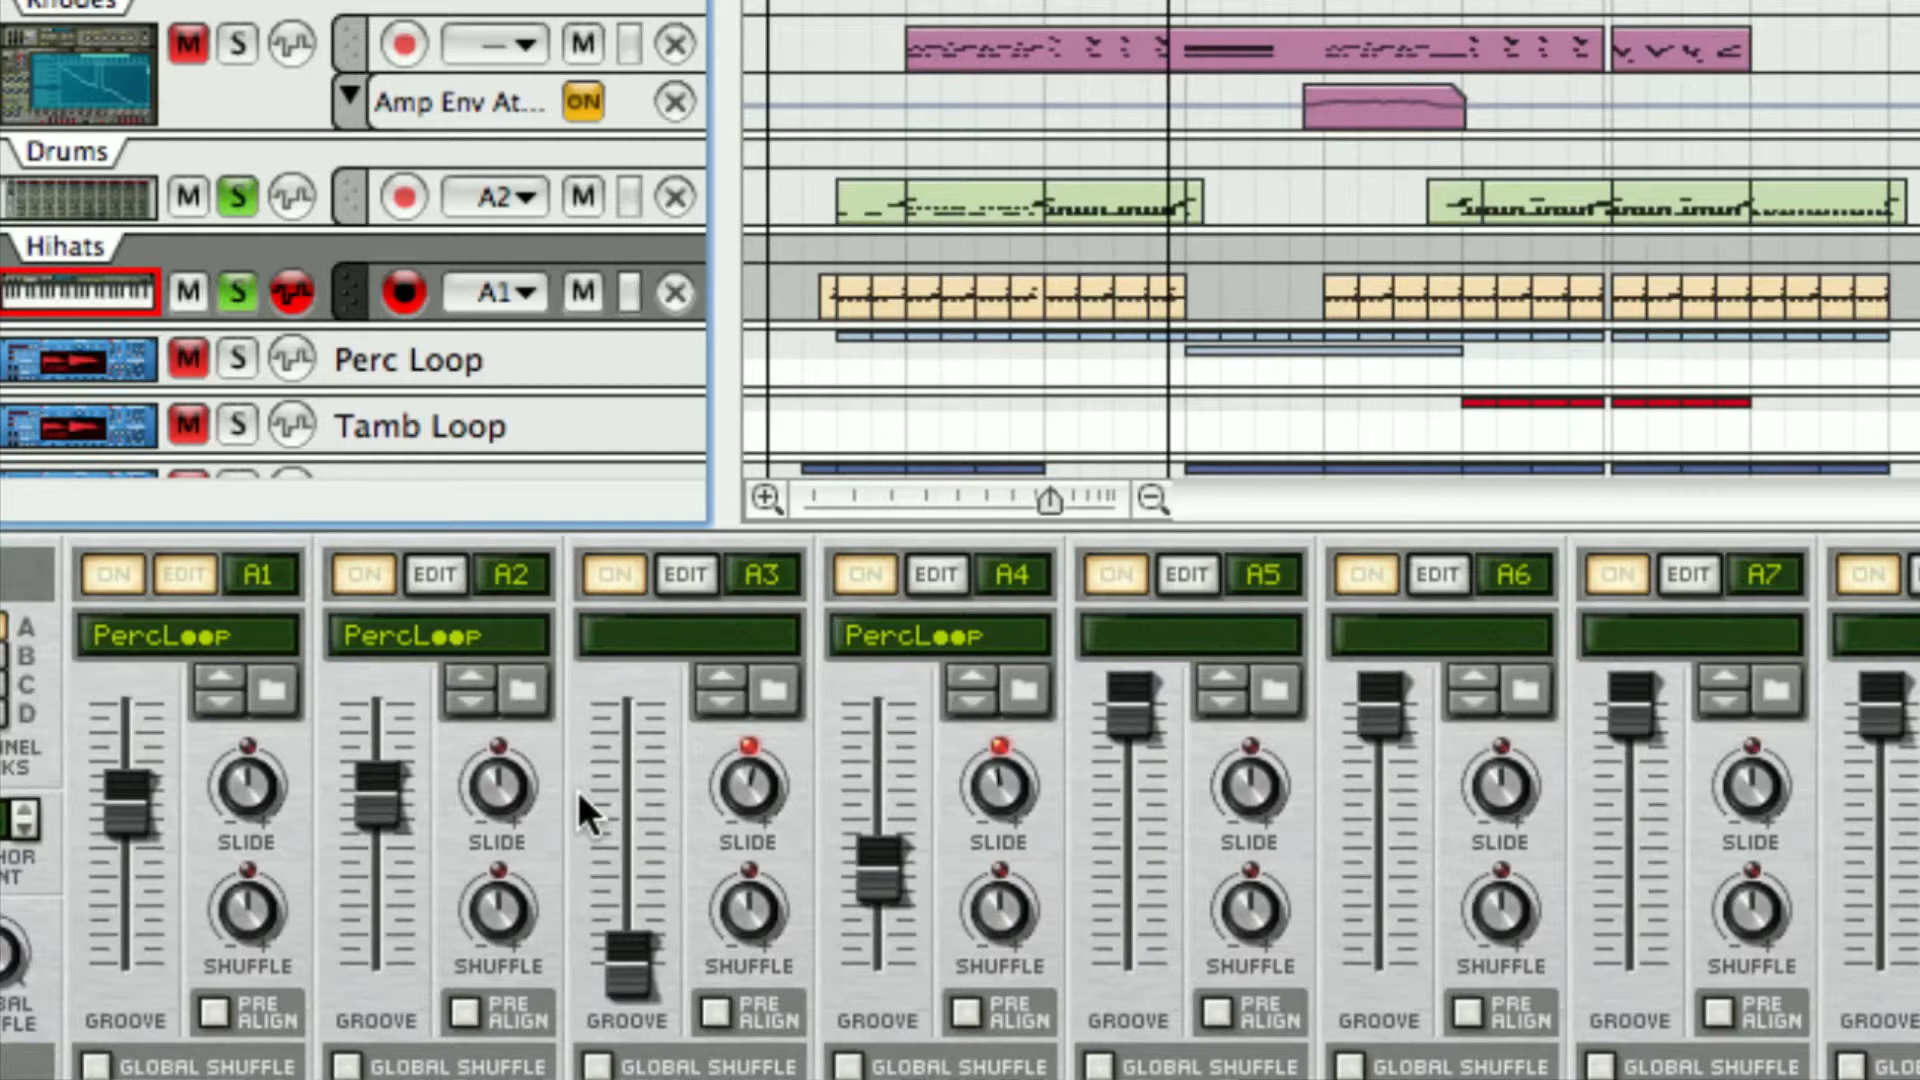 Rhodes
M S — M
Amp Env At... ON
Drums
M S A2 M
Hihats
M S A1 M
M S Perc Loop
M S Tamb Loop
ON EDIT A1 ON EDIT A2 ON EDIT A3 ON EDIT A4 ON EDIT A5 ON EDIT A6 ON EDIT A7 ON
A PercLoop PercLoop PercLoop
B
C
D
SLIDE SLIDE SLIDE SLIDE SLIDE SLIDE SLIDE
SHUFFLE SHUFFLE SHUFFLE SHUFFLE SHUFFLE SHUFFLE SHUFFLE
GROOVE PRE ALIGN GROOVE PRE ALIGN GROOVE PRE ALIGN GROOVE PRE ALIGN GROOVE PRE ALIGN GROOVE PRE ALIGN GROOVE PRE ALIGN
GLOBAL SHUFFLE GLOBAL SHUFFLE GLOBAL SHUFFLE GLOBAL SHUFFLE GLOBAL SHUFFLE GLOBAL SHUFFLE GLOBAL SHUFFLE